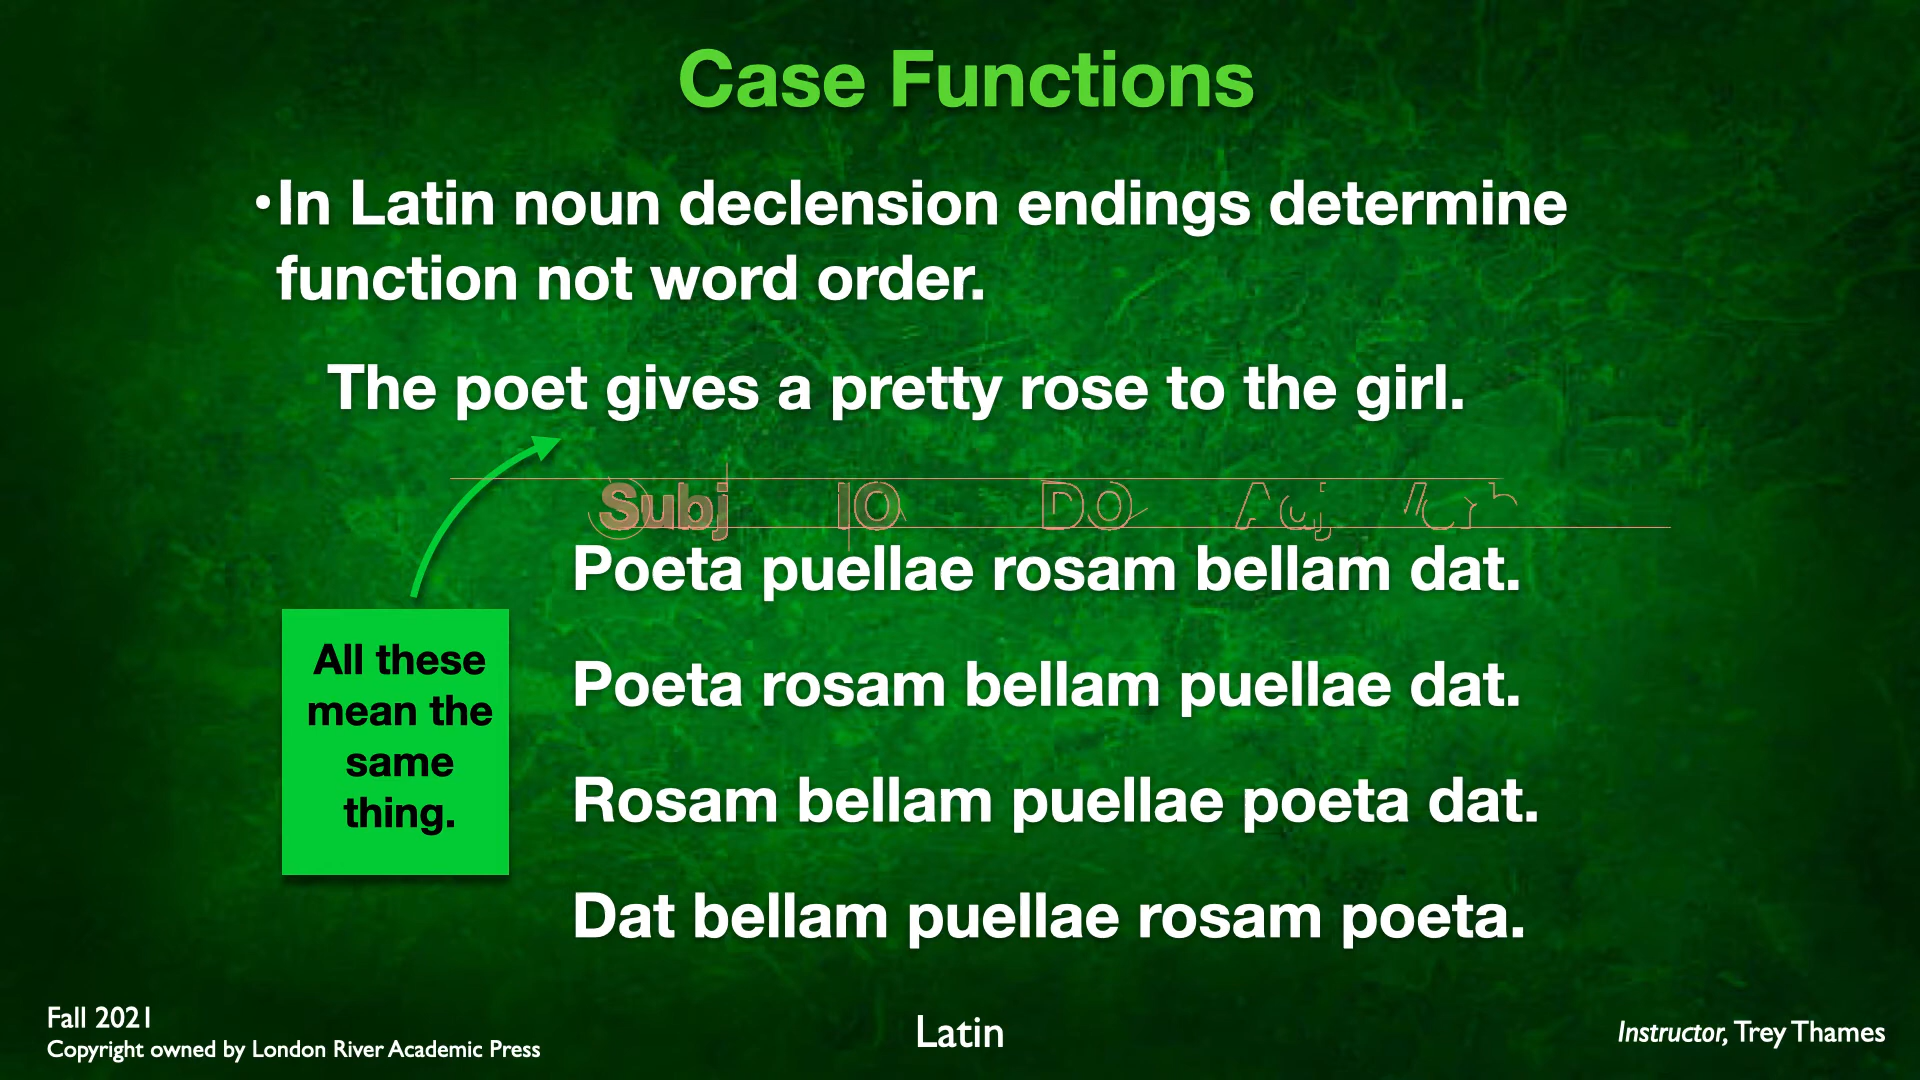 Case Functions
•In Latin noun declension endings determine
function not word order.
The poet gives a pretty rose to the girl.
Subj IO DO Adj Verb
Poeta puellae rosam bellam dat.
All these
mean the
same
thing.
Poeta rosam bellam puellae dat.
Rosam bellam puellae poeta dat.
Dat bellam puellae rosam poeta.
Fall 2021
Copyright owned by London River Academic Press
Latin
Instructor, Trey Thames